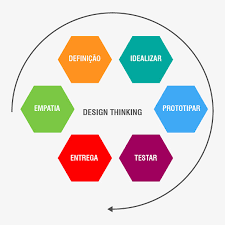 DEFINIÇÃO
IDEALIZAR
EMPATIA
DESIGN THINKING
PROTOTIPAR
ENTREGA
TESTAR